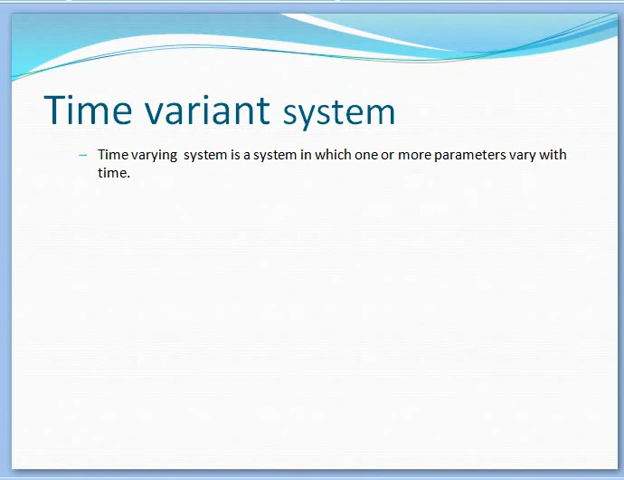 Time variant system
– Time varying  system is a system in which one or more parameters vary with
time.